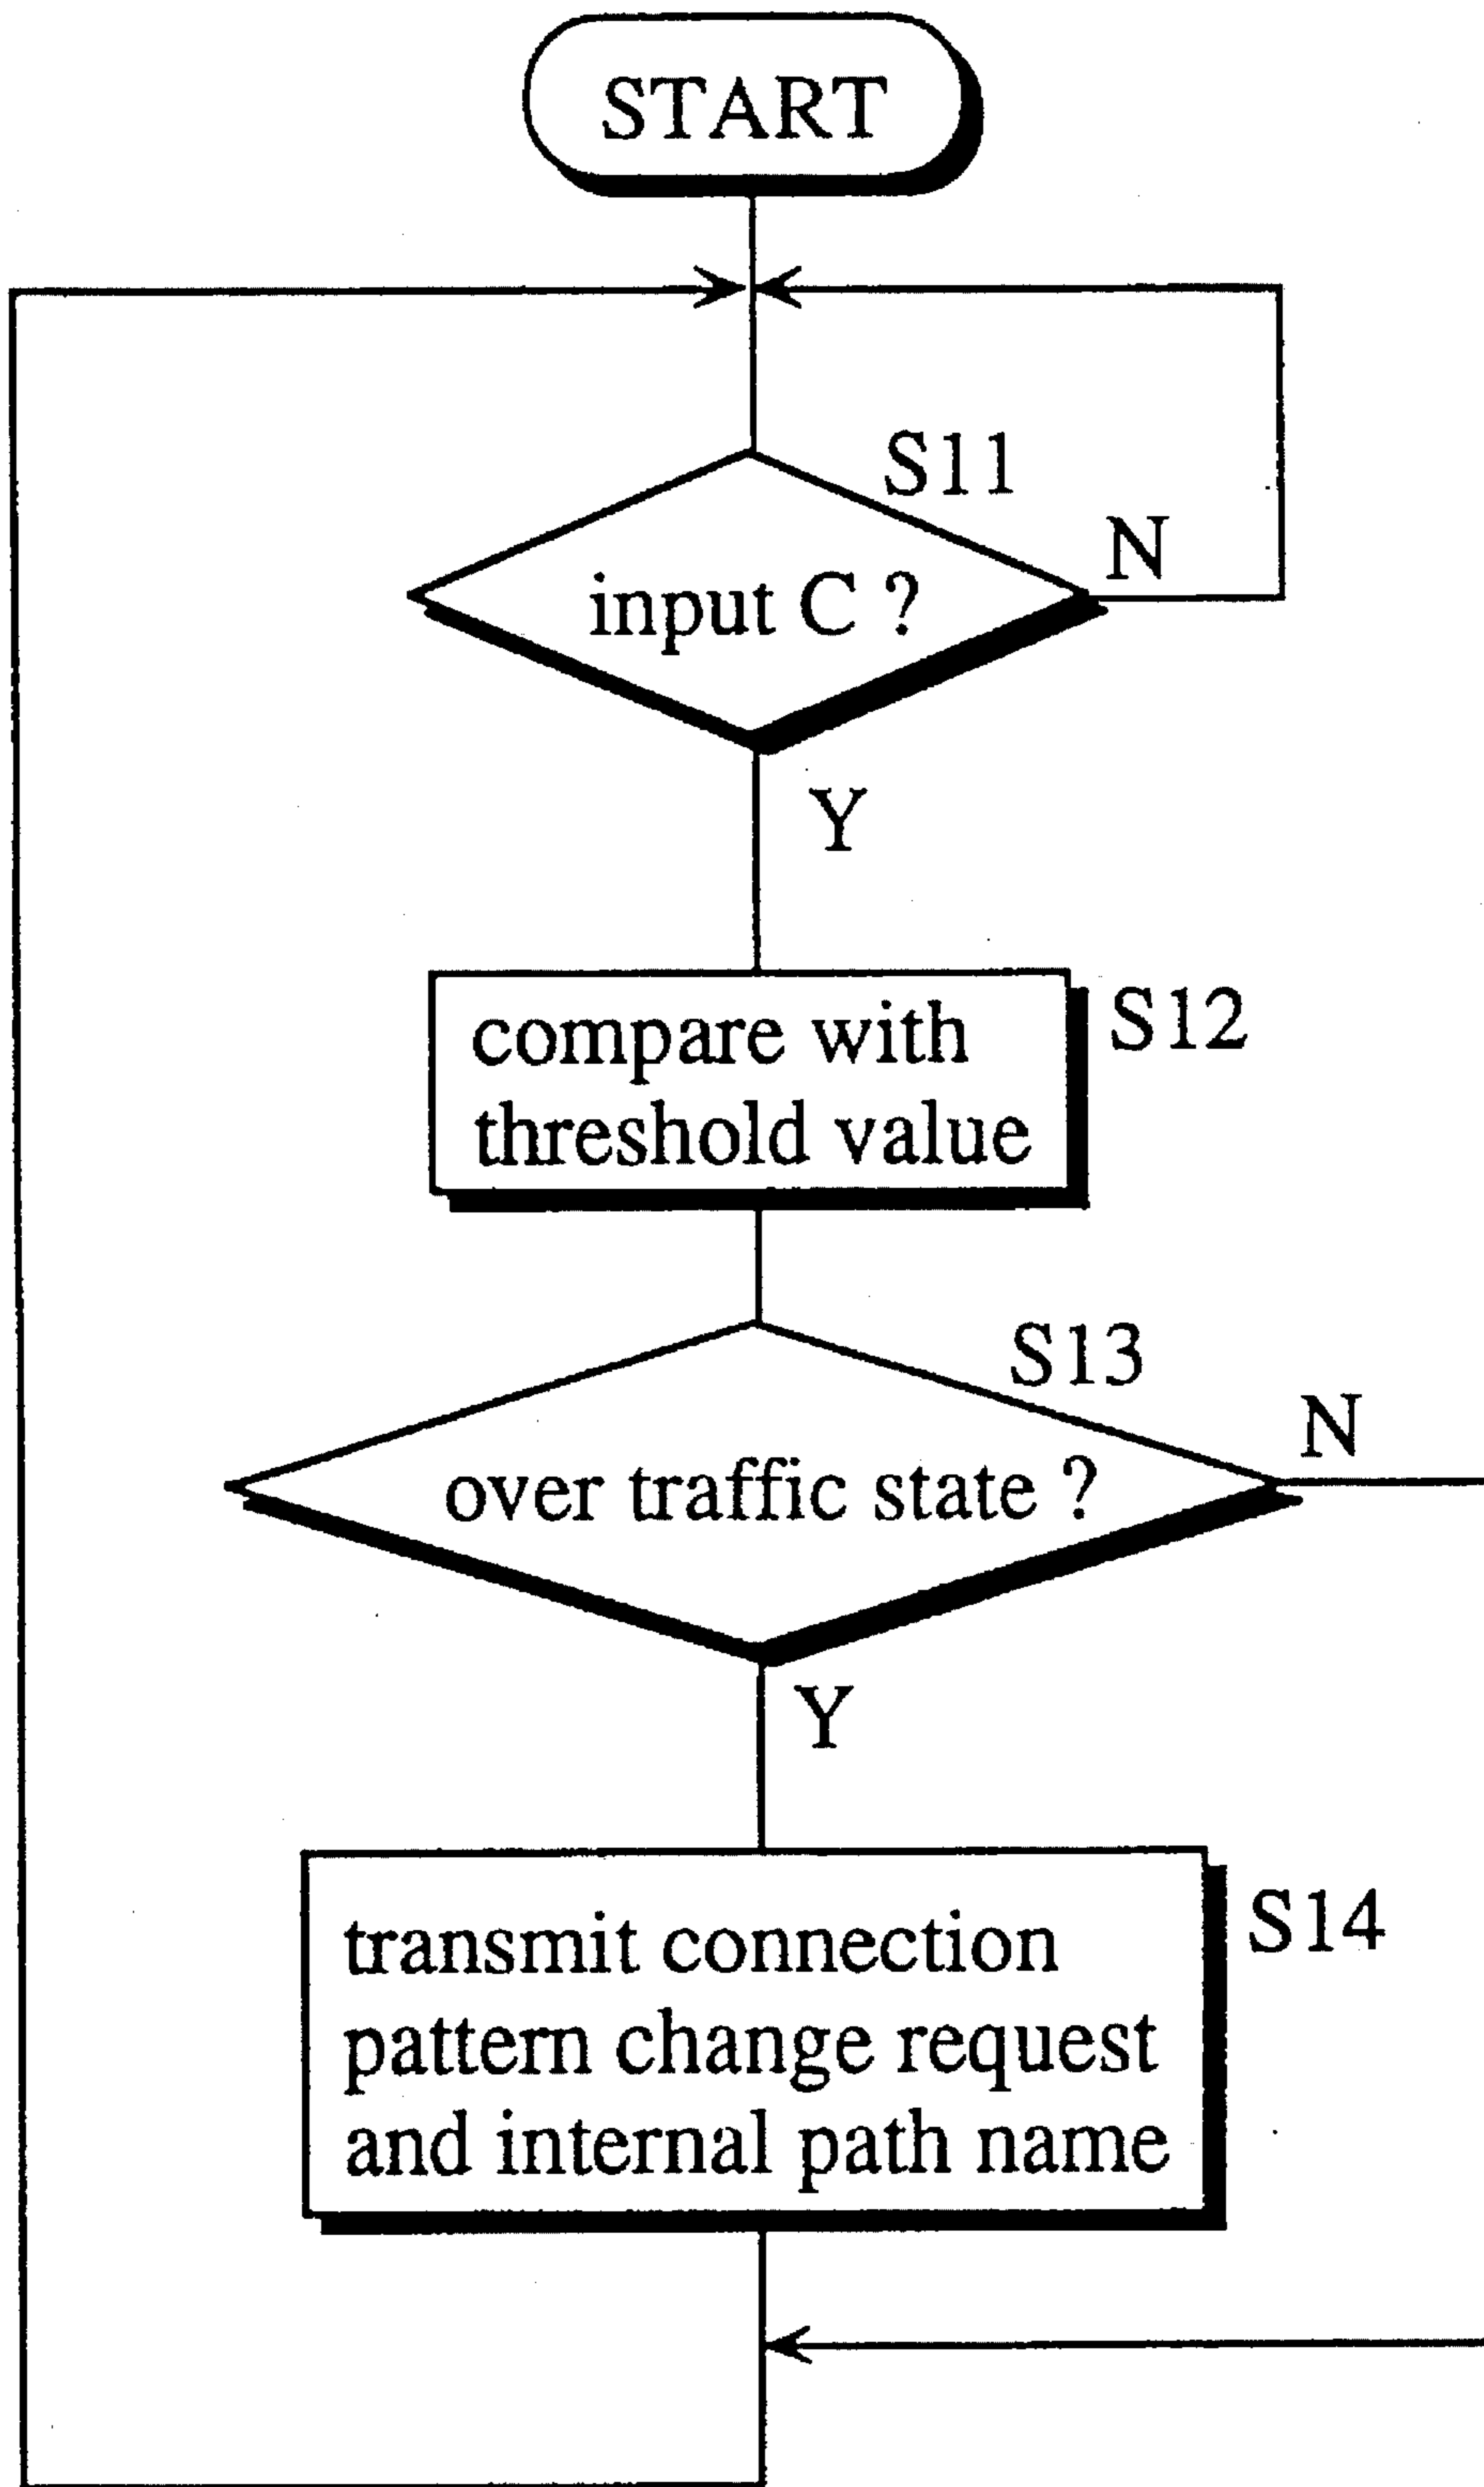 START
S11
N
input C ?
Y
S12
compare with
threshold value
S13
N
over traffic state ?
Y
S14
transmit connection
pattern change request
and internal path name